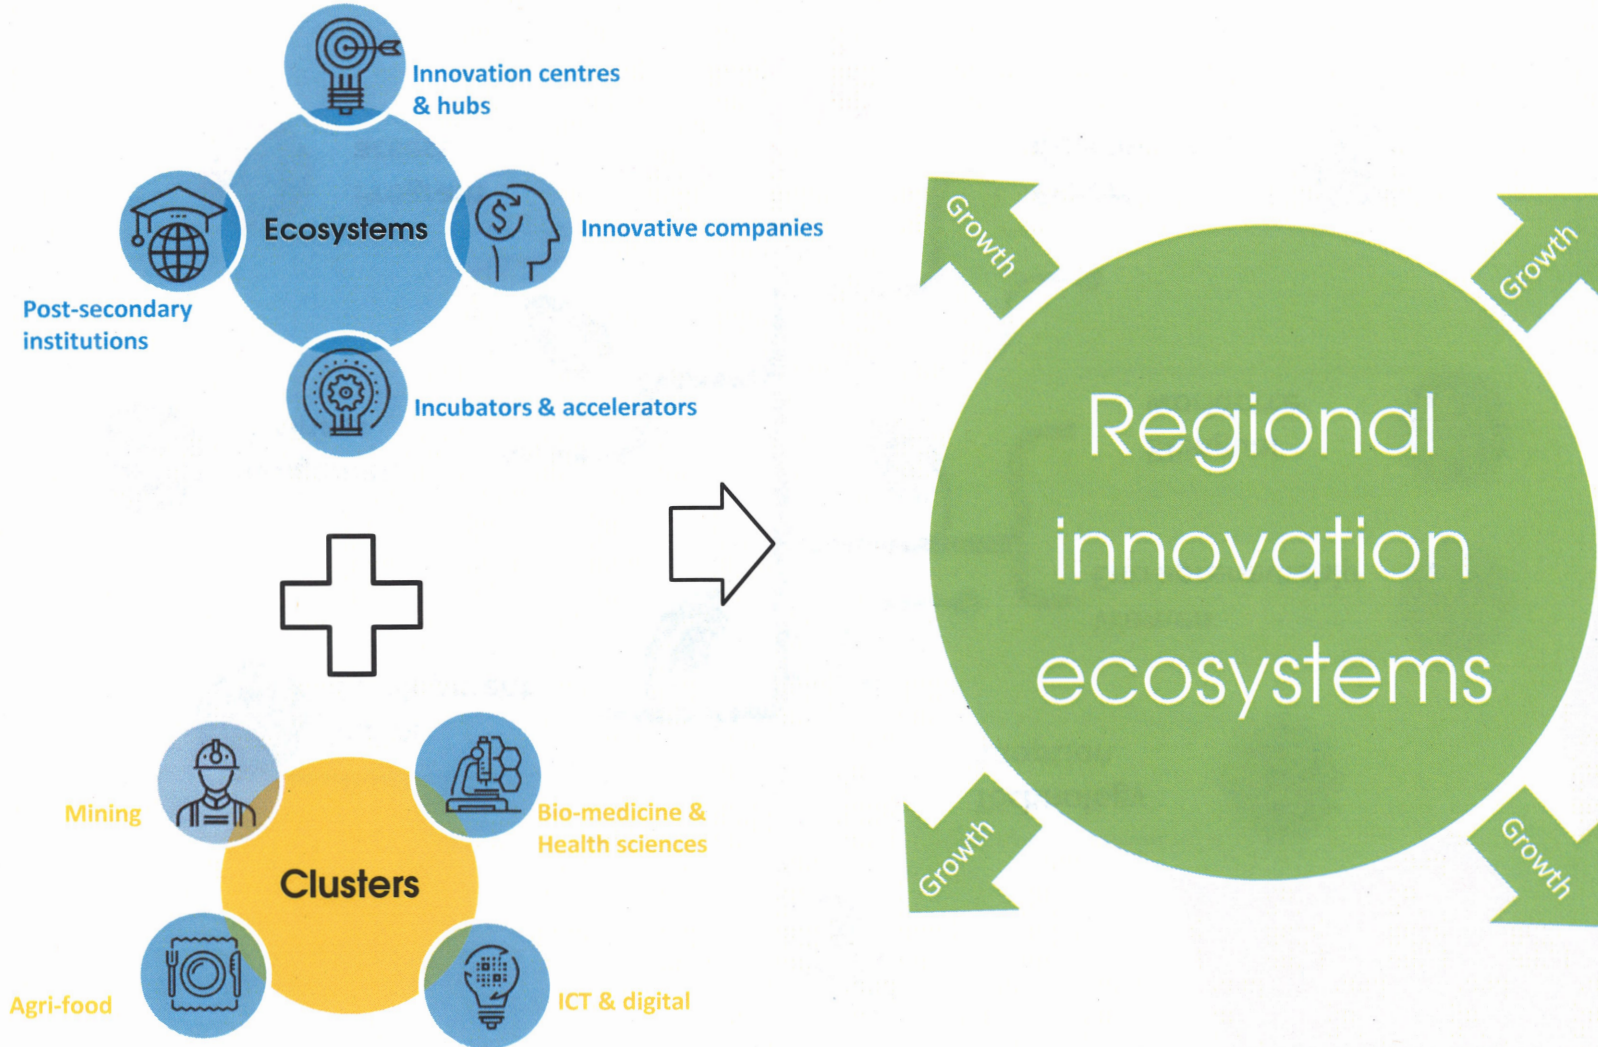 Innovation centres
& hubs
Ecosystems
Innovative companies
Post-secondary
institutions
Incubators & accelerators
Mining
Bio-medicine &
Health sciences
Clusters
Agri-food
ICT & digital
Growth
Growth
Regional
innovation
ecosystems
Growth
Growth